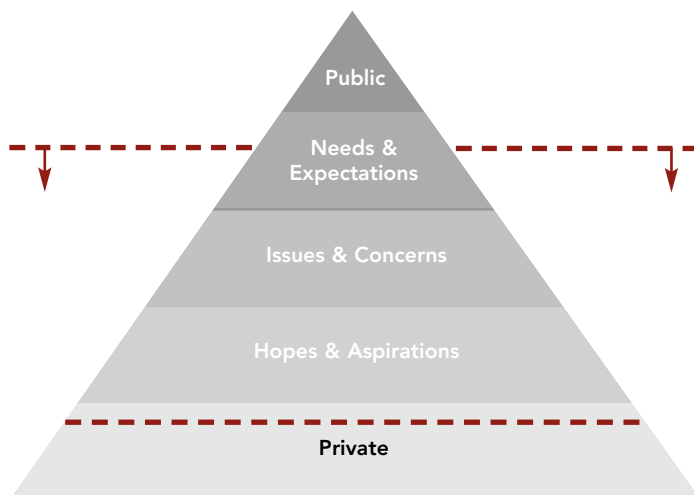 Public
Needs &
Expectations
Issues & Concerns
Hopes & Aspirations
Private